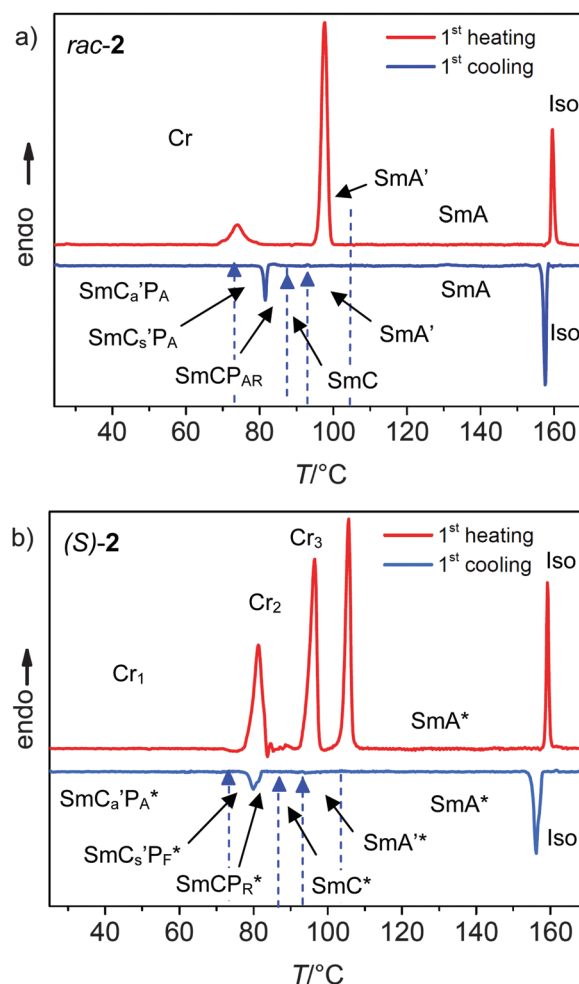 a)
rac-2
1st heating
1st cooling
Cr
Iso
SmA'
SmA
endo
SmCa'PA
SmA
SmCs'PA
SmA'
Iso
SmCPAR
SmC
40 60 80 100 120 140 160
T/°C
b)
(S)-2
1st heating
1st cooling
Cr3
Iso
Cr2
Cr1
SmA*
endo
SmCa'PA*
SmA*
SmCs'PF*
SmA'*
Iso
SmCPR*
SmC*
40 60 80 100 120 140 160
T/°C